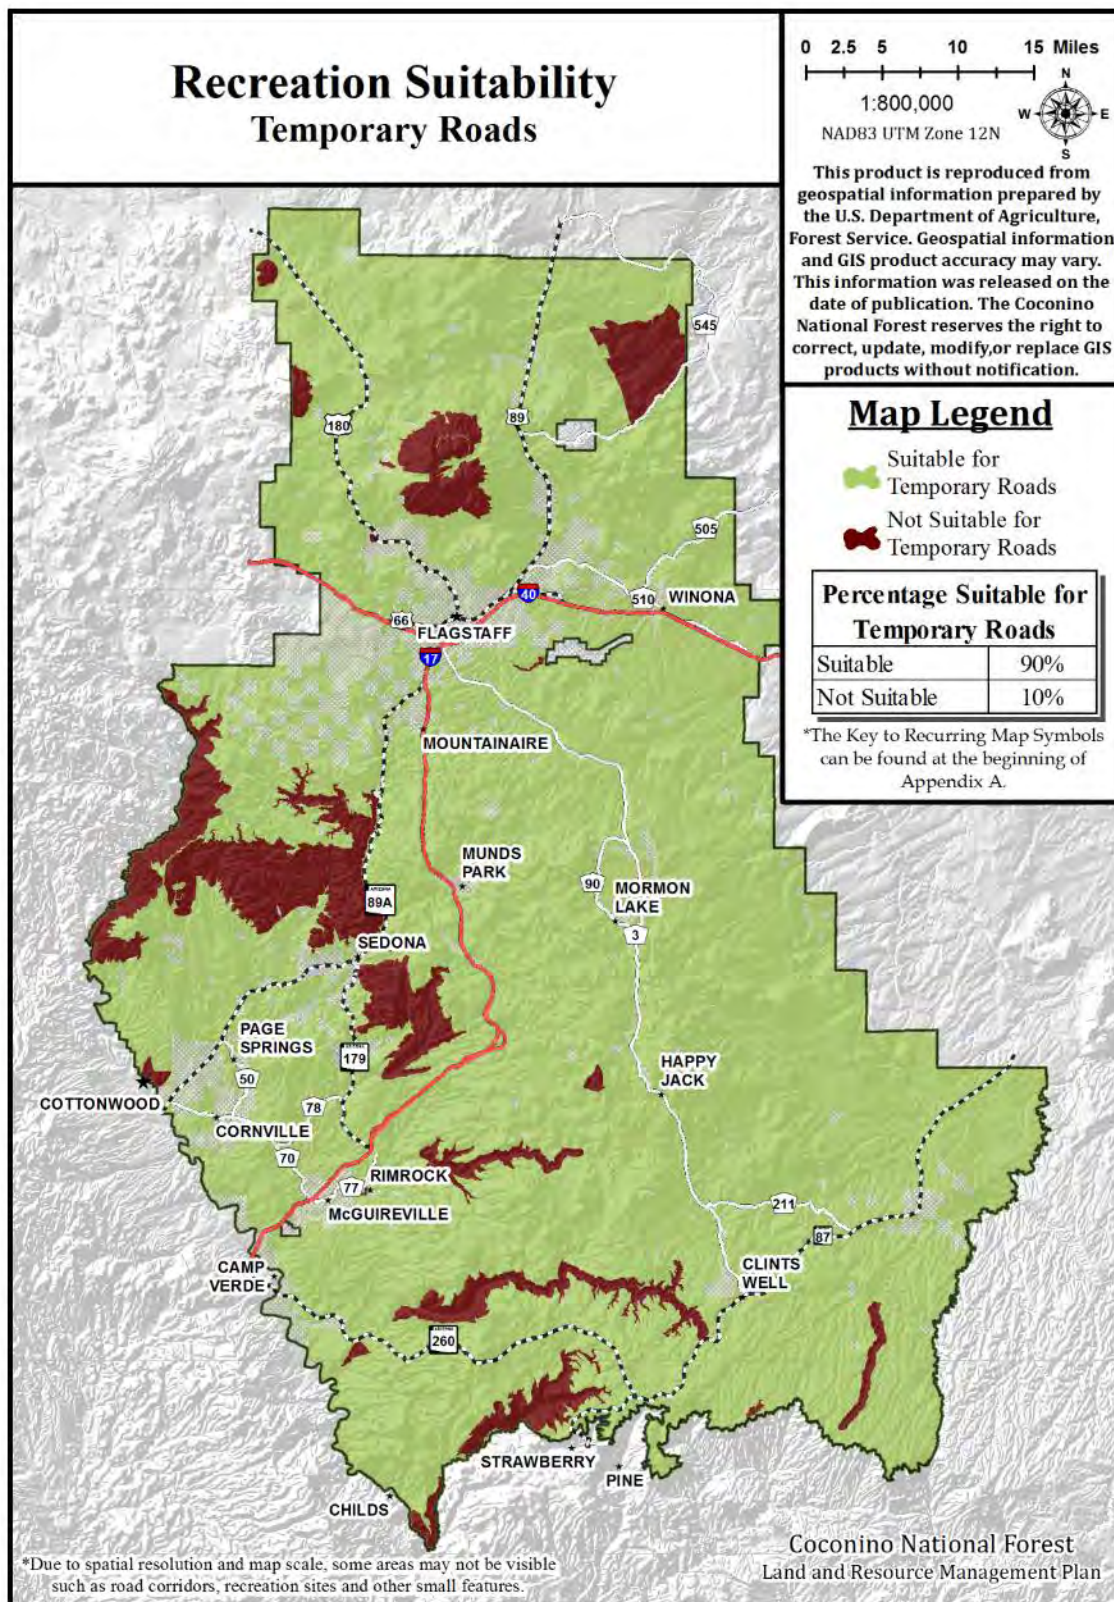 Recreation Suitability
Temporary Roads
0 2.5 5 10 15 Miles
1:800,000
NAD83 UTM Zone 12N
N
W E
S
This product is reproduced from
geospatial information prepared by
the U.S. Department of Agriculture,
Forest Service. Geospatial information
and GIS product accuracy may vary.
This information was released on the
date of publication. The Coconino
National Forest reserves the right to
correct, update, modify,or replace GIS
products without notification.
Map Legend
Suitable for
Temporary Roads
Not Suitable for
Temporary Roads
Percentage Suitable for
Temporary Roads
Suitable 90%
Not Suitable 10%
*The Key to Recurring Map Symbols
can be found at the beginning of
Appendix A.
545
89
180
505
40
510
WINONA
66
FLAGSTAFF
17
MOUNTAINAIRE
MUNDS
PARK
90
MORMON
LAKE
ARIZONA
89A
3
SEDONA
PAGE
SPRINGS
179
HAPPY
JACK
50
COTTONWOOD
78
CORNVILLE
70
RIMROCK
77
McGUIREVILLE
211
87
CAMP
VERDE
CLINTS
WELL
ARIZONA
260
STRAWBERRY
PINE
CHILDS
*Due to spatial resolution and map scale, some areas may not be visible
such as road corridors, recreation sites and other small features.
Coconino National Forest
Land and Resource Management Plan